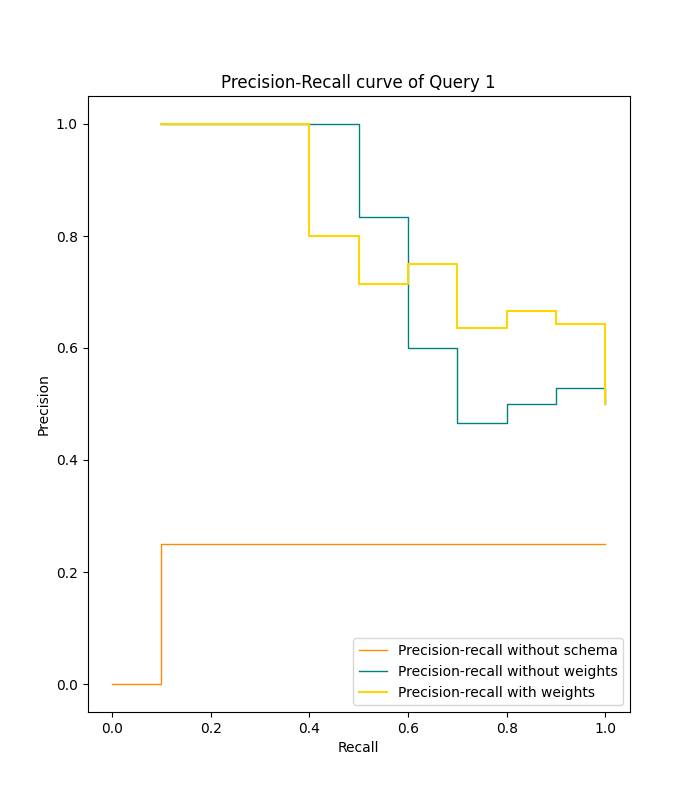 Precision-Recall curve of Query 1
1.0
0.8
0.6
0.4
0.2
0.0
Precision
Precision-recall without schema
Precision-recall without weights
Precision-recall with weights
0.0 0.2 0.4 0.6 0.8 1.0
Recall